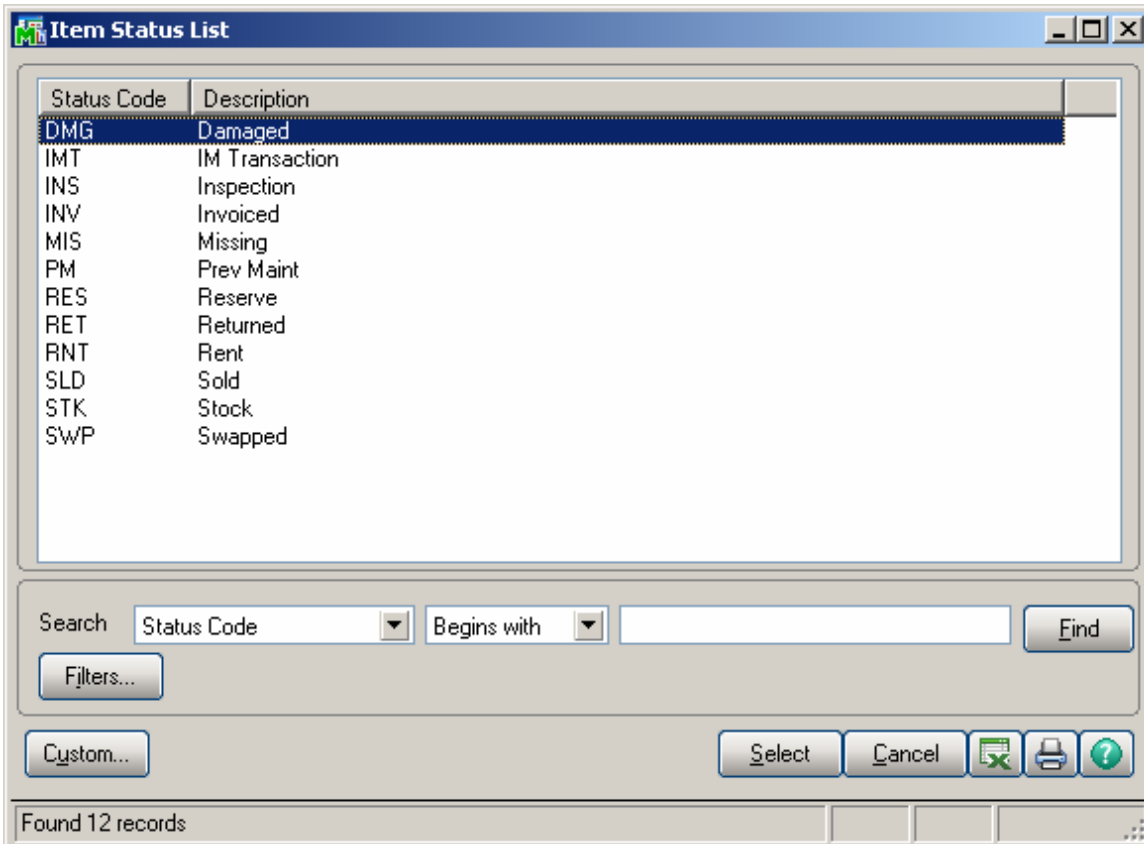 Item Status List
Status Code Description
DMG Damaged
IMT IM Transaction
INS Inspection
INV Invoiced
MIS Missing
PM Prev Maint
RES Reserve
RET Returned
RNT Rent
SLD Sold
STK Stock
SWP Swapped
Search Status Code Begins with Find
Filters...
Custom... Select Cancel
Found 12 records